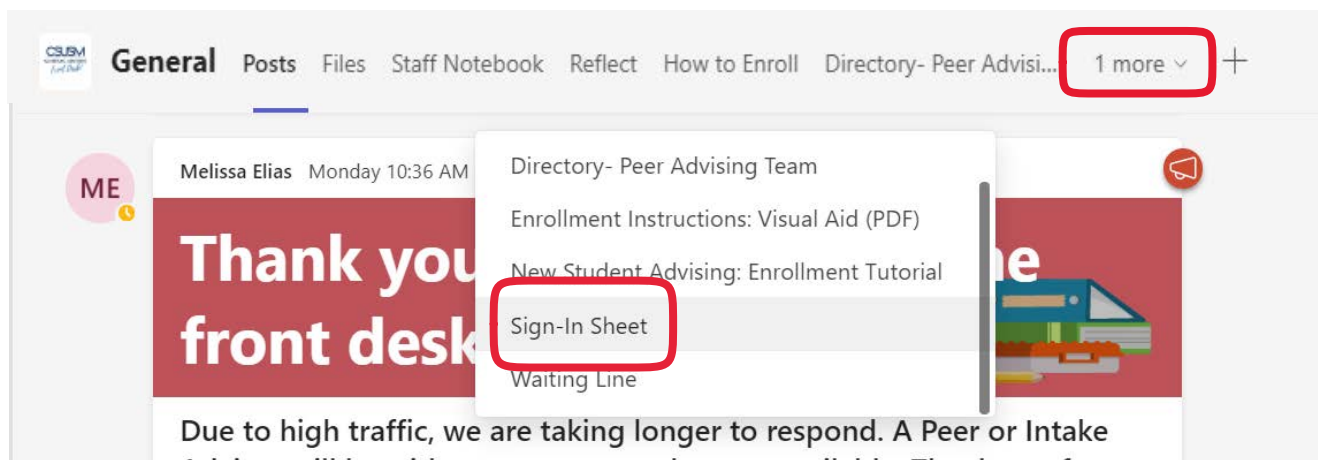 CSUSM
General Posts Files Staff Notebook Reflect How to Enroll Directory- Peer Advisi... 1 more
ME
Melissa Elias Monday 10:36 AM
Thank you
front desk
Directory- Peer Advising Team
Enrollment Instructions: Visual Aid (PDF)
New Student Advising: Enrollment Tutorial
Sign-In Sheet
Waiting Line
Due to high traffic, we are taking longer to respond. A Peer or Intake